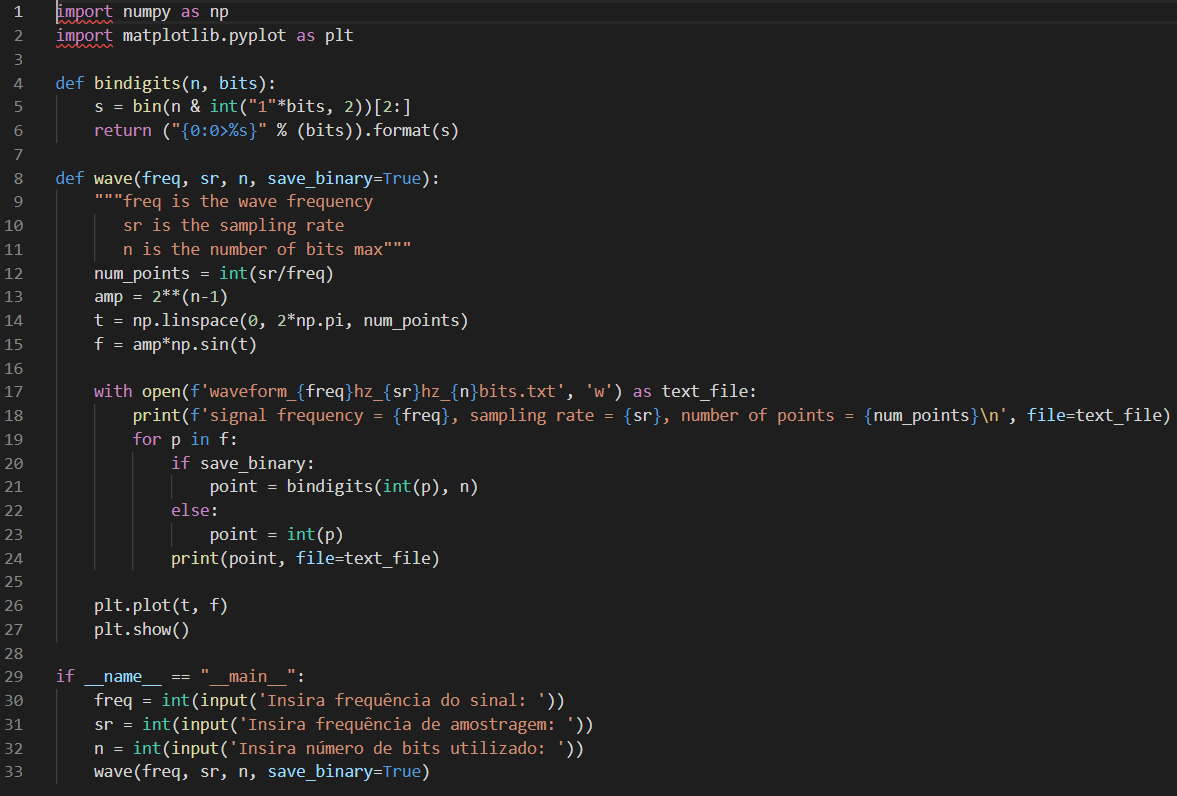 1 import numpy as np
2 import matplotlib.pyplot as plt
3
4 def bindigits(n, bits):
5     s = bin(n & int("1"*bits, 2))[2:]
6     return ("{0:0>%s}" % (bits)).format(s)
7
8 def wave(freq, sr, n, save_binary=True):
9     """freq is the wave frequency
10        sr is the sampling rate
11        n is the number of bits max"""
12     num_points = int(sr/freq)
13     amp = 2**(n-1)
14     t = np.linspace(0, 2*np.pi, num_points)
15     f = amp*np.sin(t)
16
17     with open(f'waveform_{freq}hz_{sr}hz_{n}bits.txt', 'w') as text_file:
18         print(f'signal frequency = {freq}, sampling rate = {sr}, number of points = {num_points}\n', file=text_file)
19         for p in f:
20             if save_binary:
21                 point = bindigits(int(p), n)
22             else:
23                 point = int(p)
24             print(point, file=text_file)
25
26     plt.plot(t, f)
27     plt.show()
28
29 if __name__ == "__main__":
30     freq = int(input('Insira frequência do sinal: '))
31     sr = int(input('Insira frequência de amostragem: '))
32     n = int(input('Insira número de bits utilizado: '))
33     wave(freq, sr, n, save_binary=True)